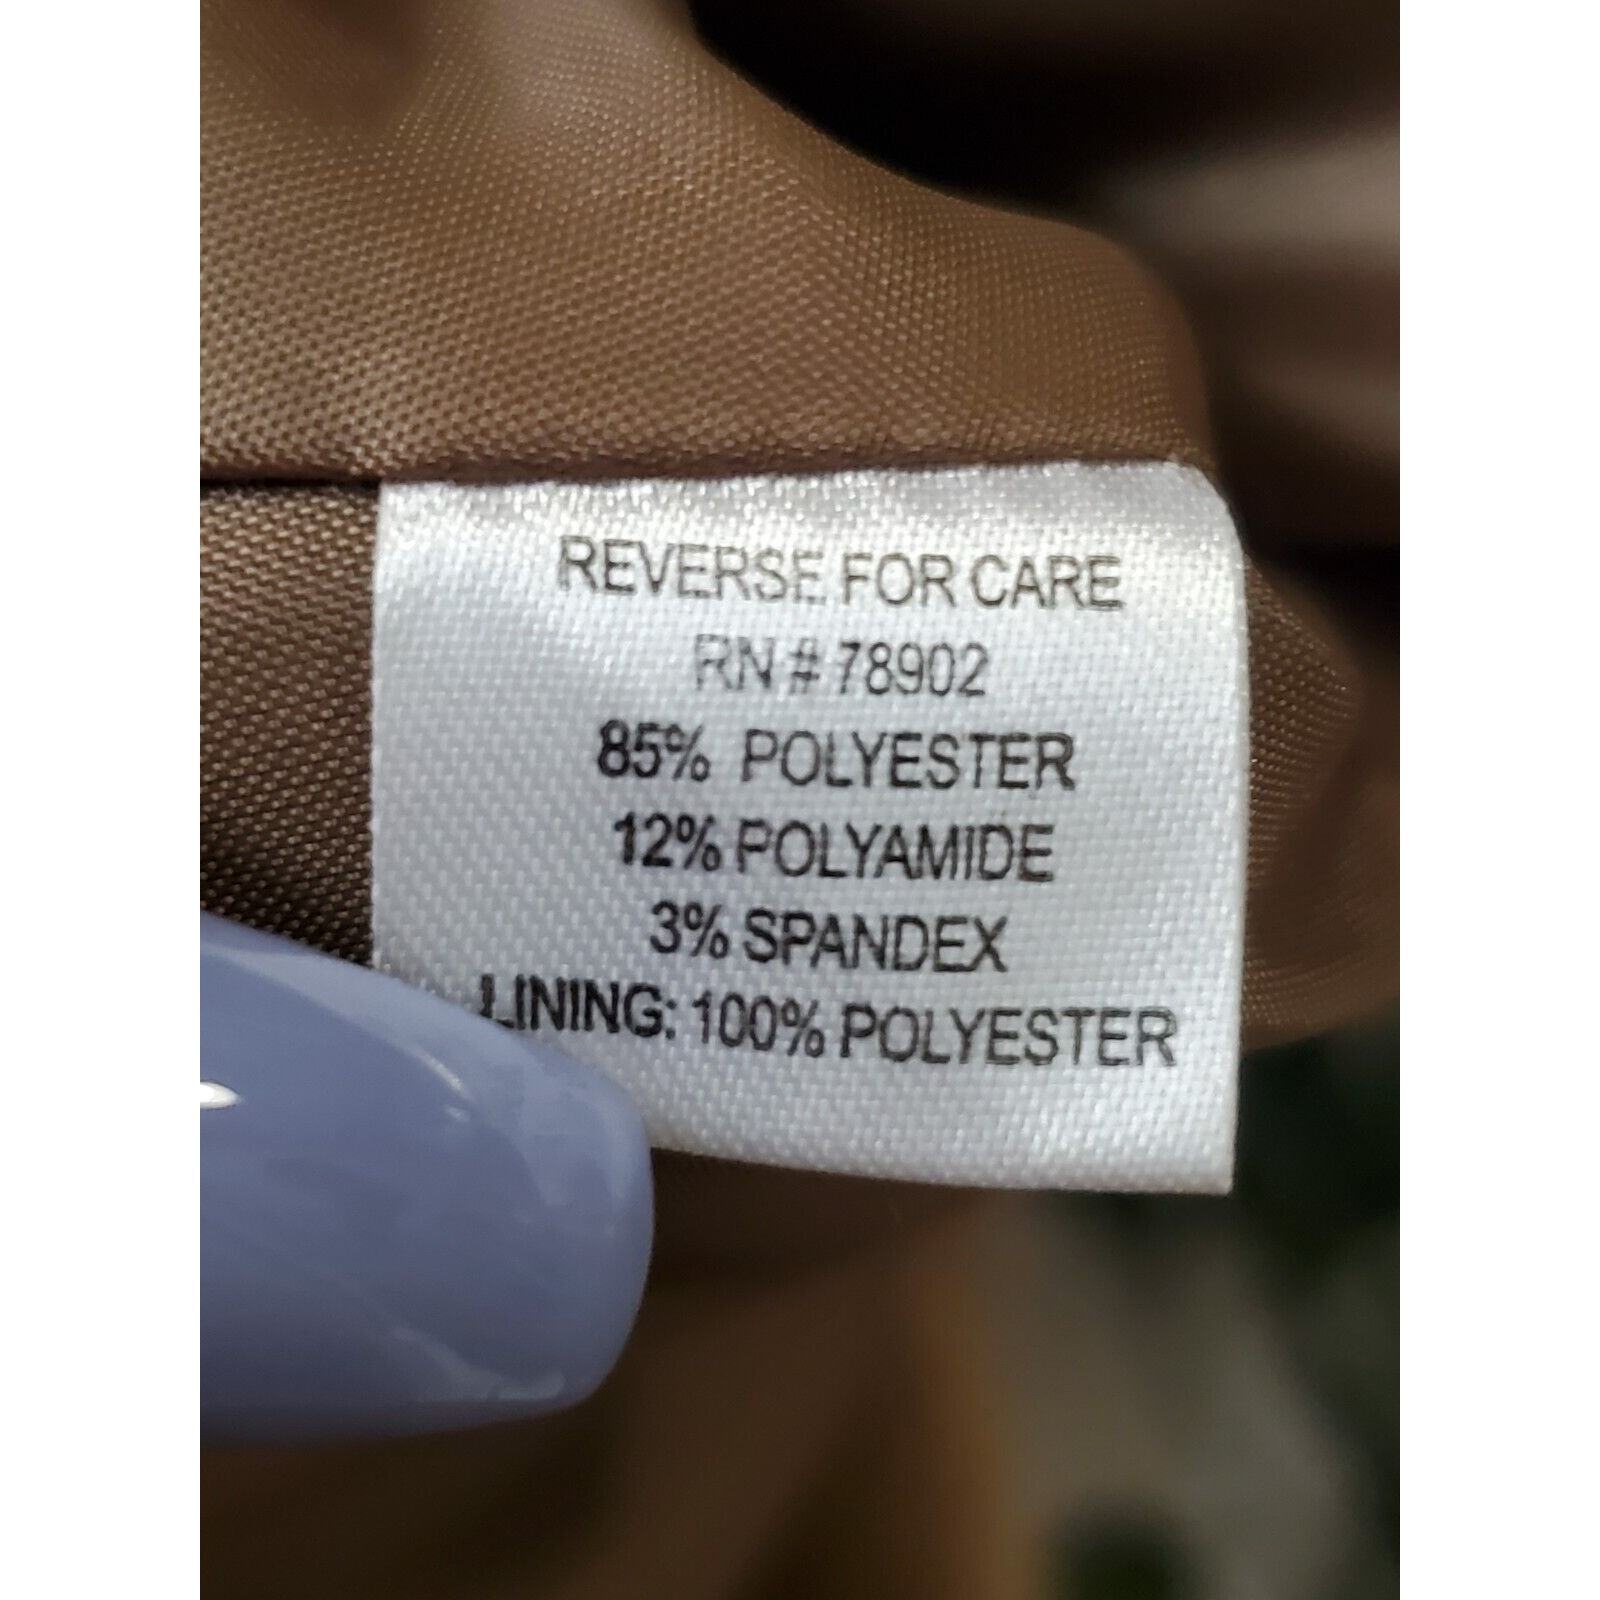 REVERSE FOR CARE
RN # 78902
85% POLYESTER
12% POLYAMIDE
3% SPANDEX
LINING: 100% POLYESTER